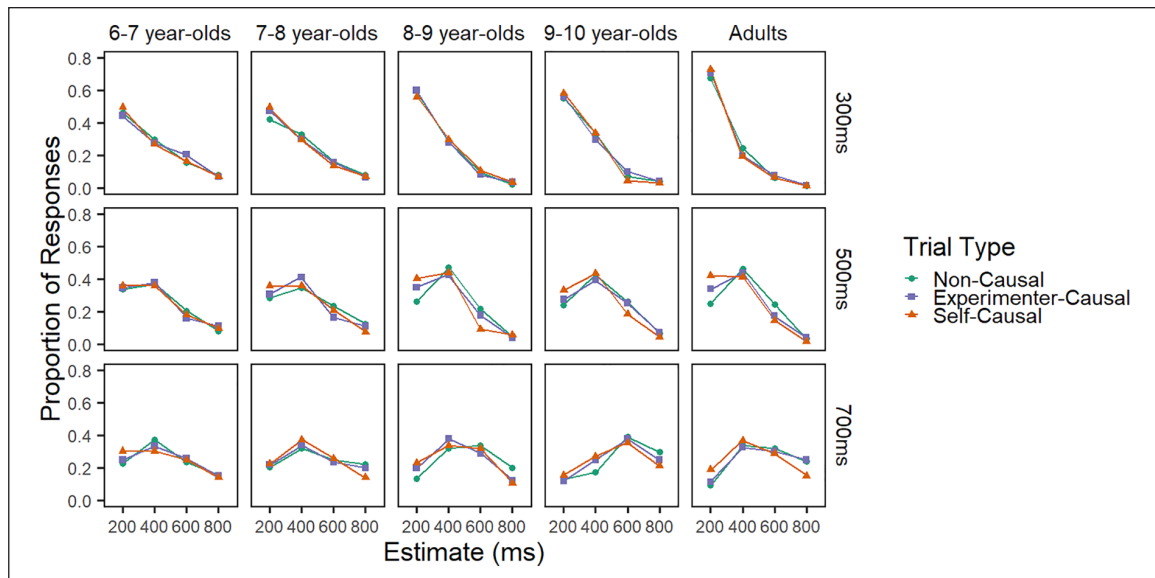 6-7 year-olds 7-8 year-olds 8-9 year-olds 9-10 year-olds Adults
0.8
0.6
0.4
0.2
0.0
300ms
0.8
0.6
0.4
0.2
0.0
500ms
0.8
0.6
0.4
0.2
0.0
700ms
Proportion of Responses
200 400 600 800 200 400 600 800 200 400 600 800 200 400 600 800 200 400 600 800
Estimate (ms)
Trial Type
Non-Causal
Experimenter-Causal
Self-Causal